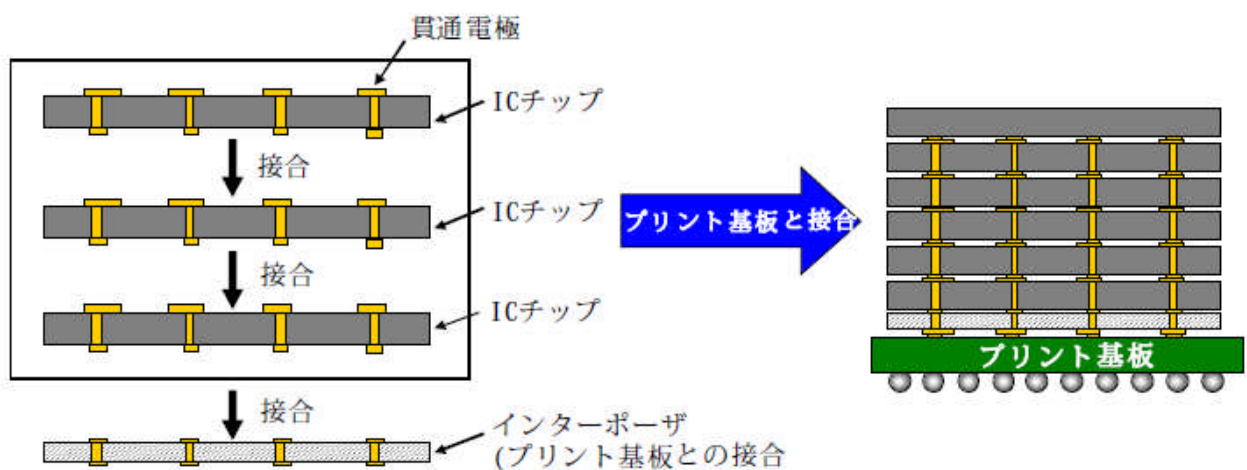 貫通電極
ICチップ
接合
ICチップ
接合
ICチップ
接合
インターポーザ
(プリント基板との接合
プリント基板と接合
プリント基板